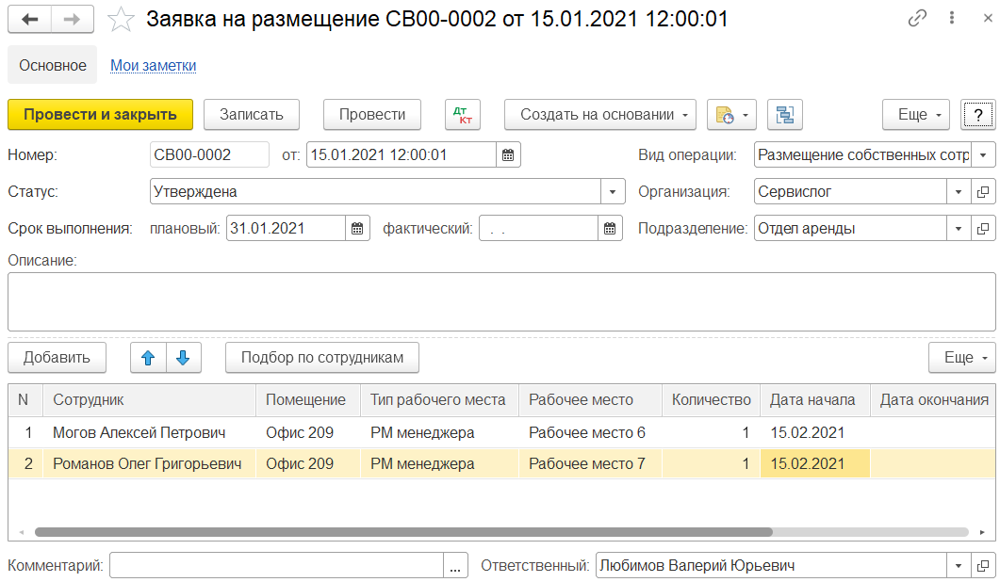 Заявка на размещение СВ00-0002 от 15.01.2021 12:00:01
Основное Мои заметки
Провести и закрыть Записать Провести Дт Кт Создать на основании Еще ?
Номер: СВ00-0002 от: 15.01.2021 12:00:01 Вид операции: Размещение собственных сотр
Статус: Утверждена Организация: Сервислог
Срок выполнения: плановый: 31.01.2021 фактический: . . Подразделение: Отдел аренды
Описание:
Добавить Подбор по сотрудникам Еще
N Сотрудник Помещение Тип рабочего места Рабочее место Количество Дата начала Дата окончания
1 Могов Алексей Петрович Офис 209 РМ менеджера Рабочее место 6 1 15.02.2021
2 Романов Олег Григорьевич Офис 209 РМ менеджера Рабочее место 7 1 15.02.2021
Комментарий: ... Ответственный: Любимов Валерий Юрьевич